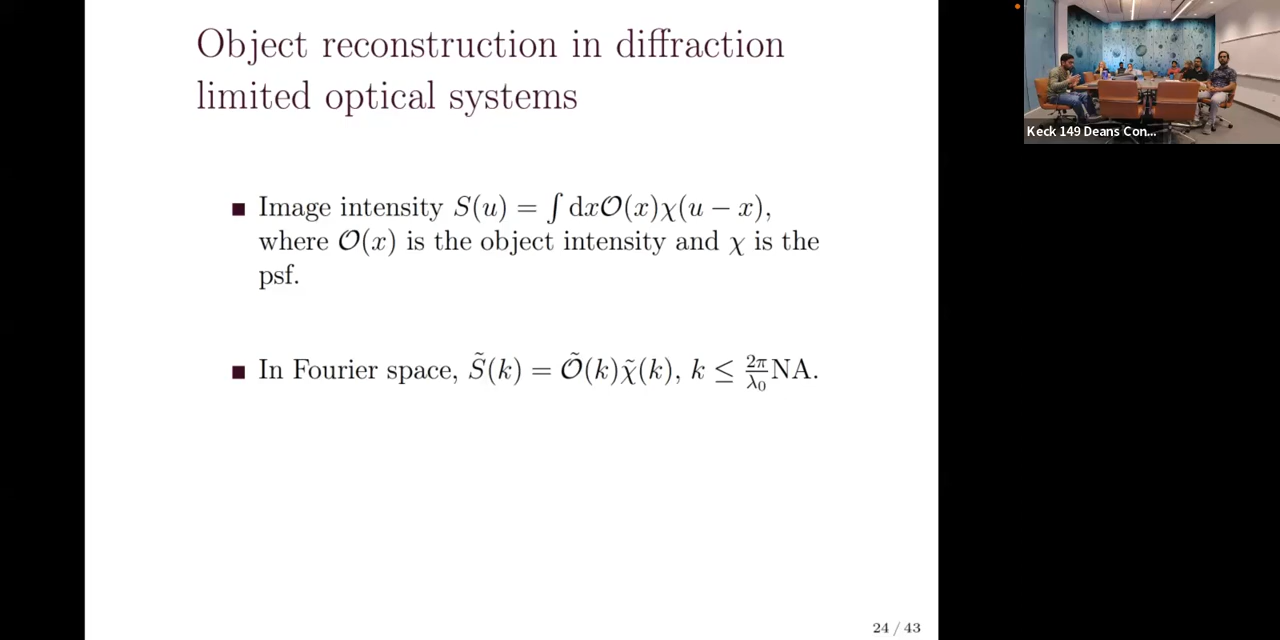 Object reconstruction in diffraction
limited optical systems
Keck 149 Deans Con...
■ Image intensity S(u) = ∫ dx𝒪(x)χ(u − x),
where 𝒪(x) is the object intensity and χ is the
psf.
■ In Fourier space, S̃(k) = 𝒪̃(k)χ̃(k), k ≤ 2π/λ₀ NA.
24 / 43